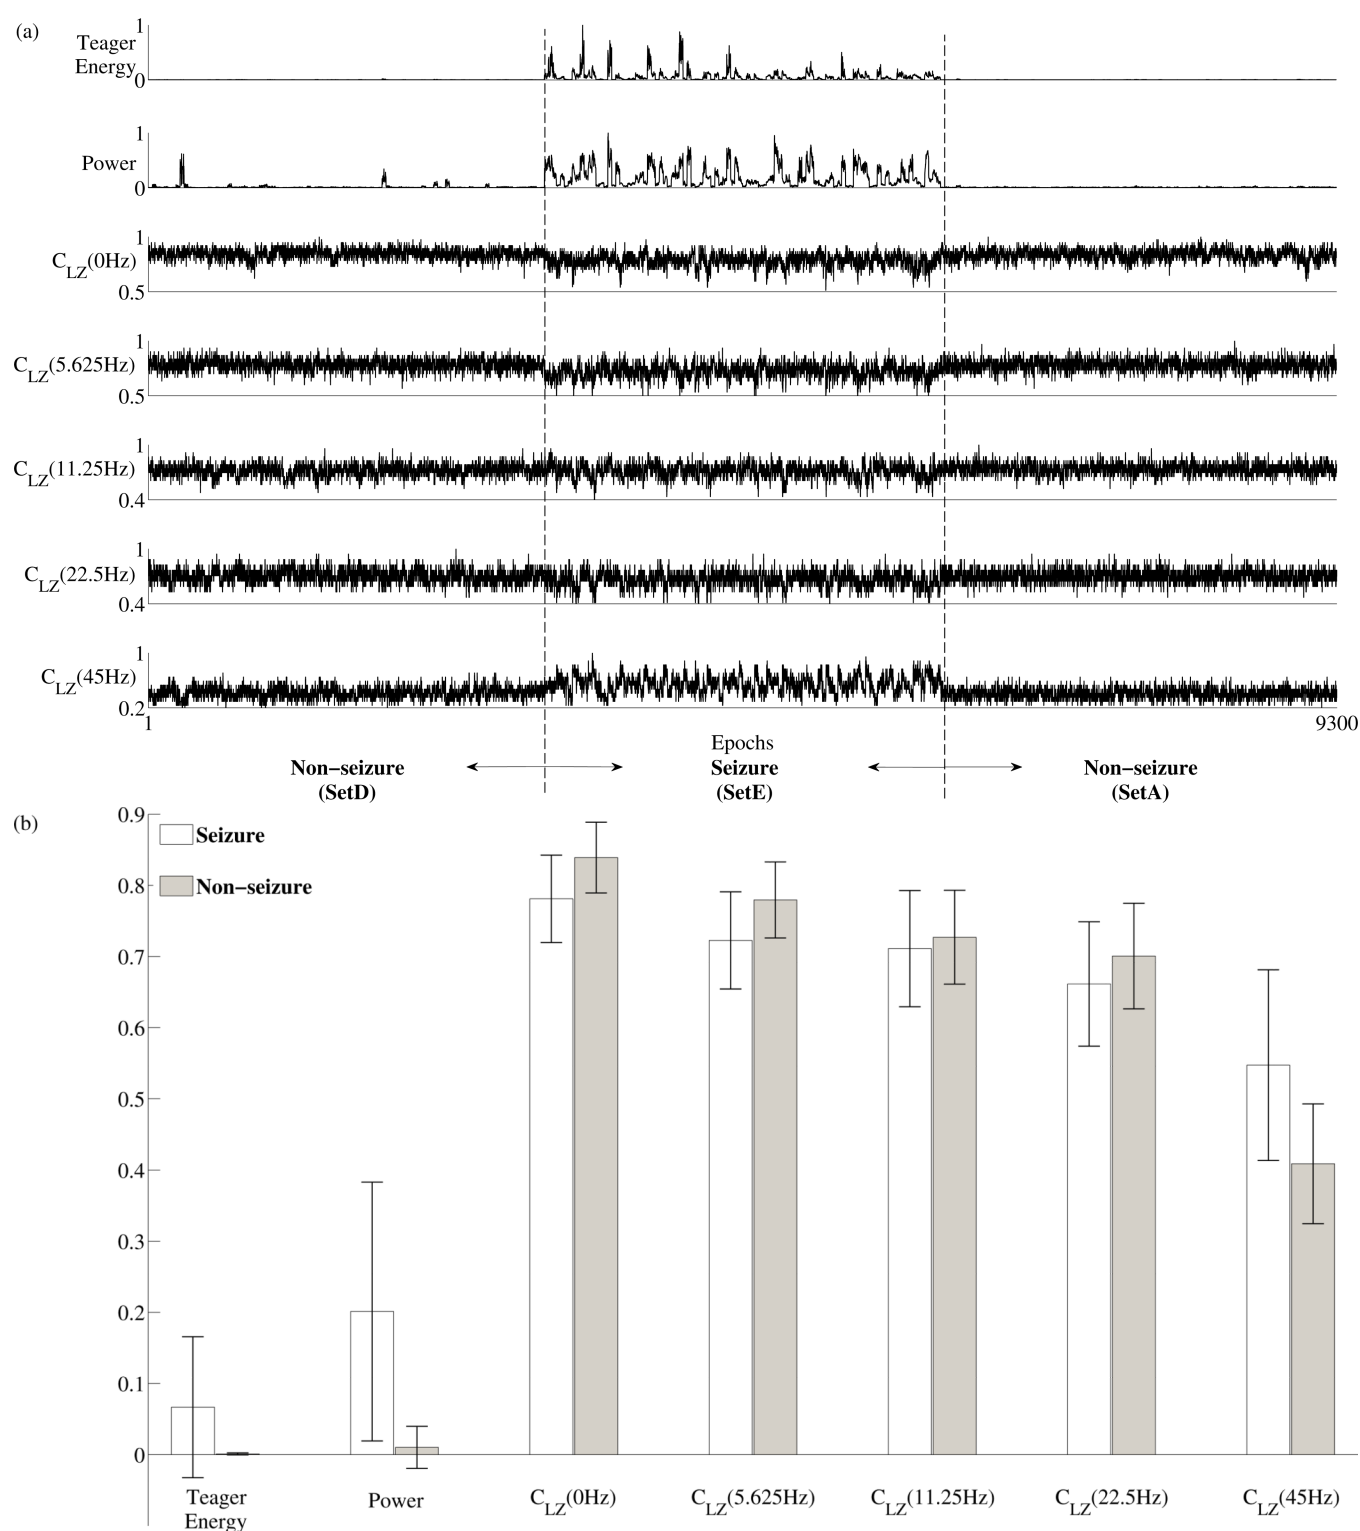 (a)
Teager
Energy
1
0
Power
1
0
C_LZ(0Hz)
1
0.5
C_LZ(5.625Hz)
1
0.5
C_LZ(11.25Hz)
1
0.4
C_LZ(22.5Hz)
1
0.4
C_LZ(45Hz)
1
0.2
1 9300
Epochs
Non-seizure Seizure Non-seizure
(SetD) (SetE) (SetA)
(b)
Seizure
Non-seizure
0.9
0.8
0.7
0.6
0.5
0.4
0.3
0.2
0.1
0
Teager
Energy
Power
C_LZ(0Hz)
C_LZ(5.625Hz)
C_LZ(11.25Hz)
C_LZ(22.5Hz)
C_LZ(45Hz)